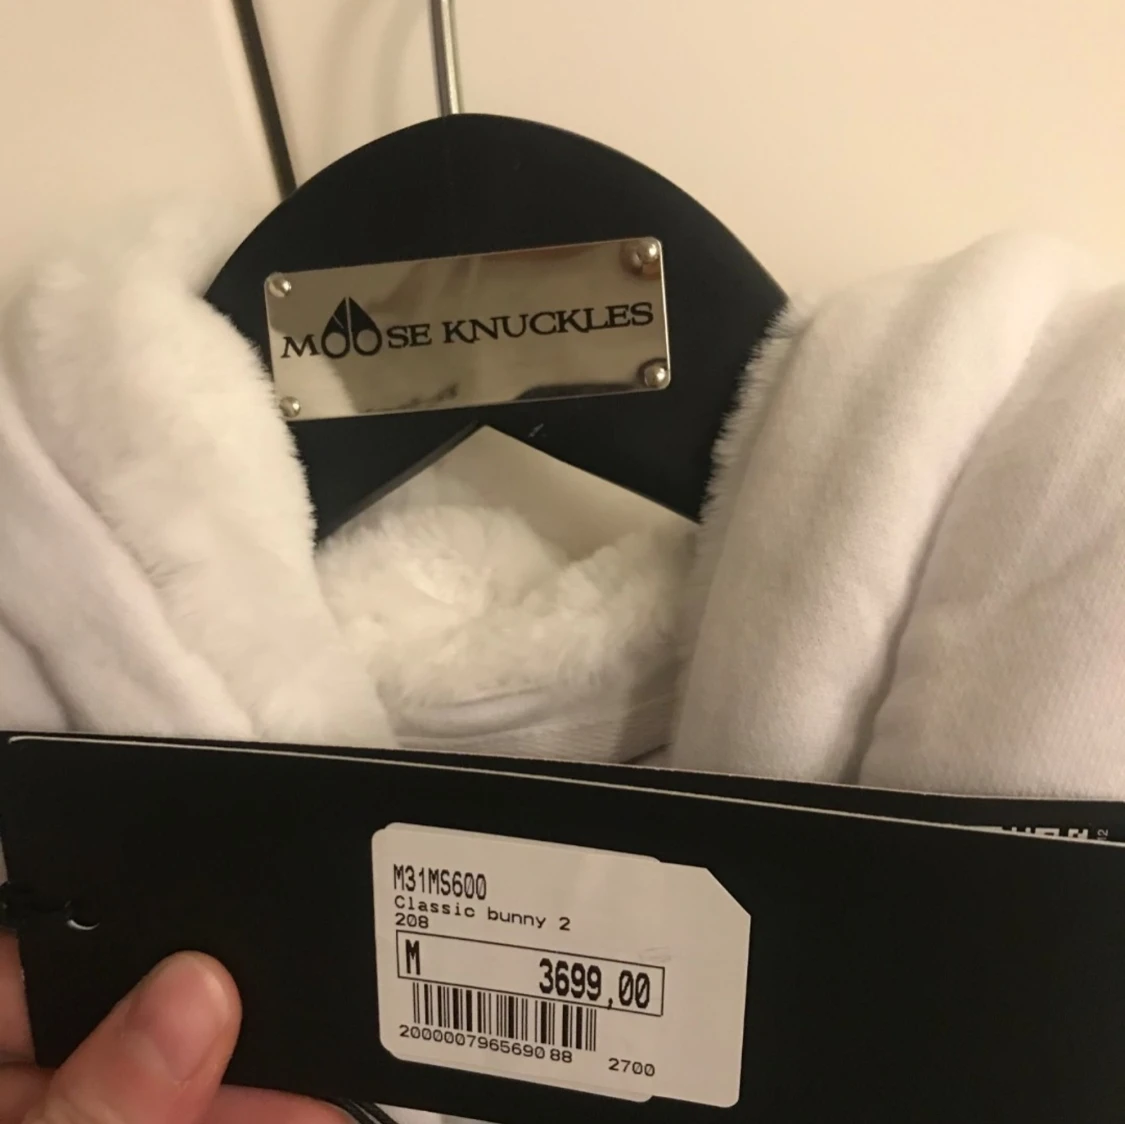 MOOSE KNUCKLES
M31MS600
Classic bunny 2
208
M 3699,00
2000007965690 88
2700